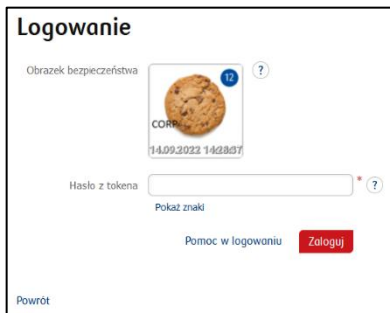 Logowanie
Obrazek bezpieczeństwa
12
?
CORP
14.09.2022 14:28:37
Hasło z tokena
* ?
Pokaż znaki
Pomoc w logowaniu
Zaloguj
Powrót